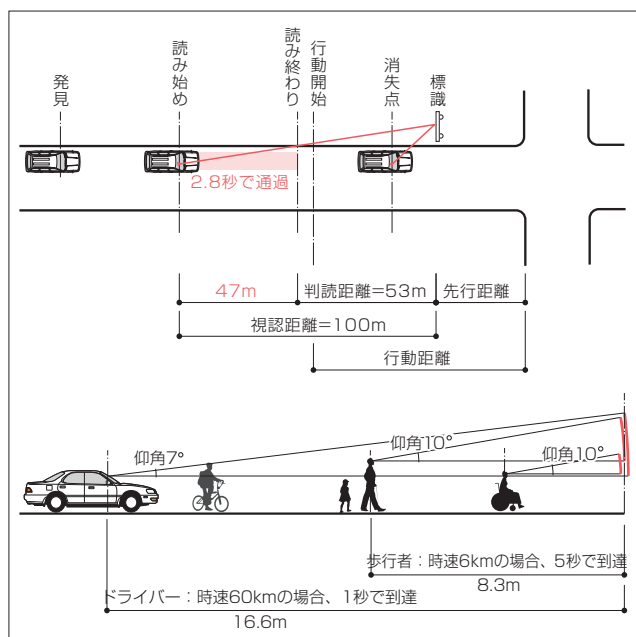 発見
読み始め
読み終わり
行動開始
消失点
標識
2.8秒で通過
47m
判読距離=53m
先行距離
視認距離=100m
行動距離
仰角7°
仰角10°
仰角10°
歩行者:時速6kmの場合、5秒で到達
8.3m
ドライバー:時速60kmの場合、1秒で到達
16.6m